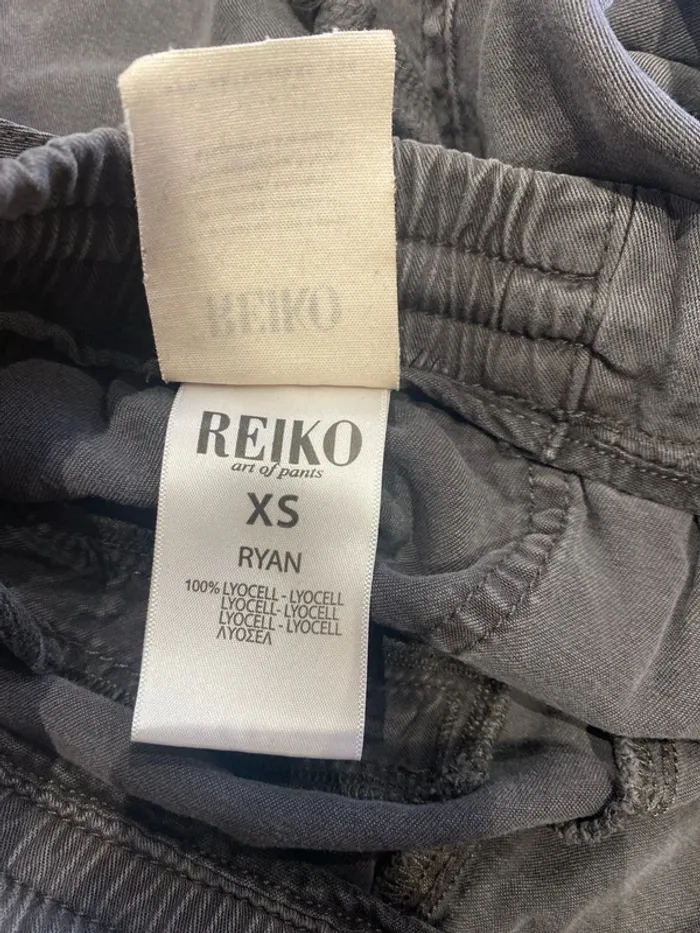 REIKO
REIKO
art of pants
XS
RYAN
100% LYOCELL - LYOCELL
LYOCELL- LYOCELL
LYOCELL - LYOCELL
ΛΥΟΣΕΛ